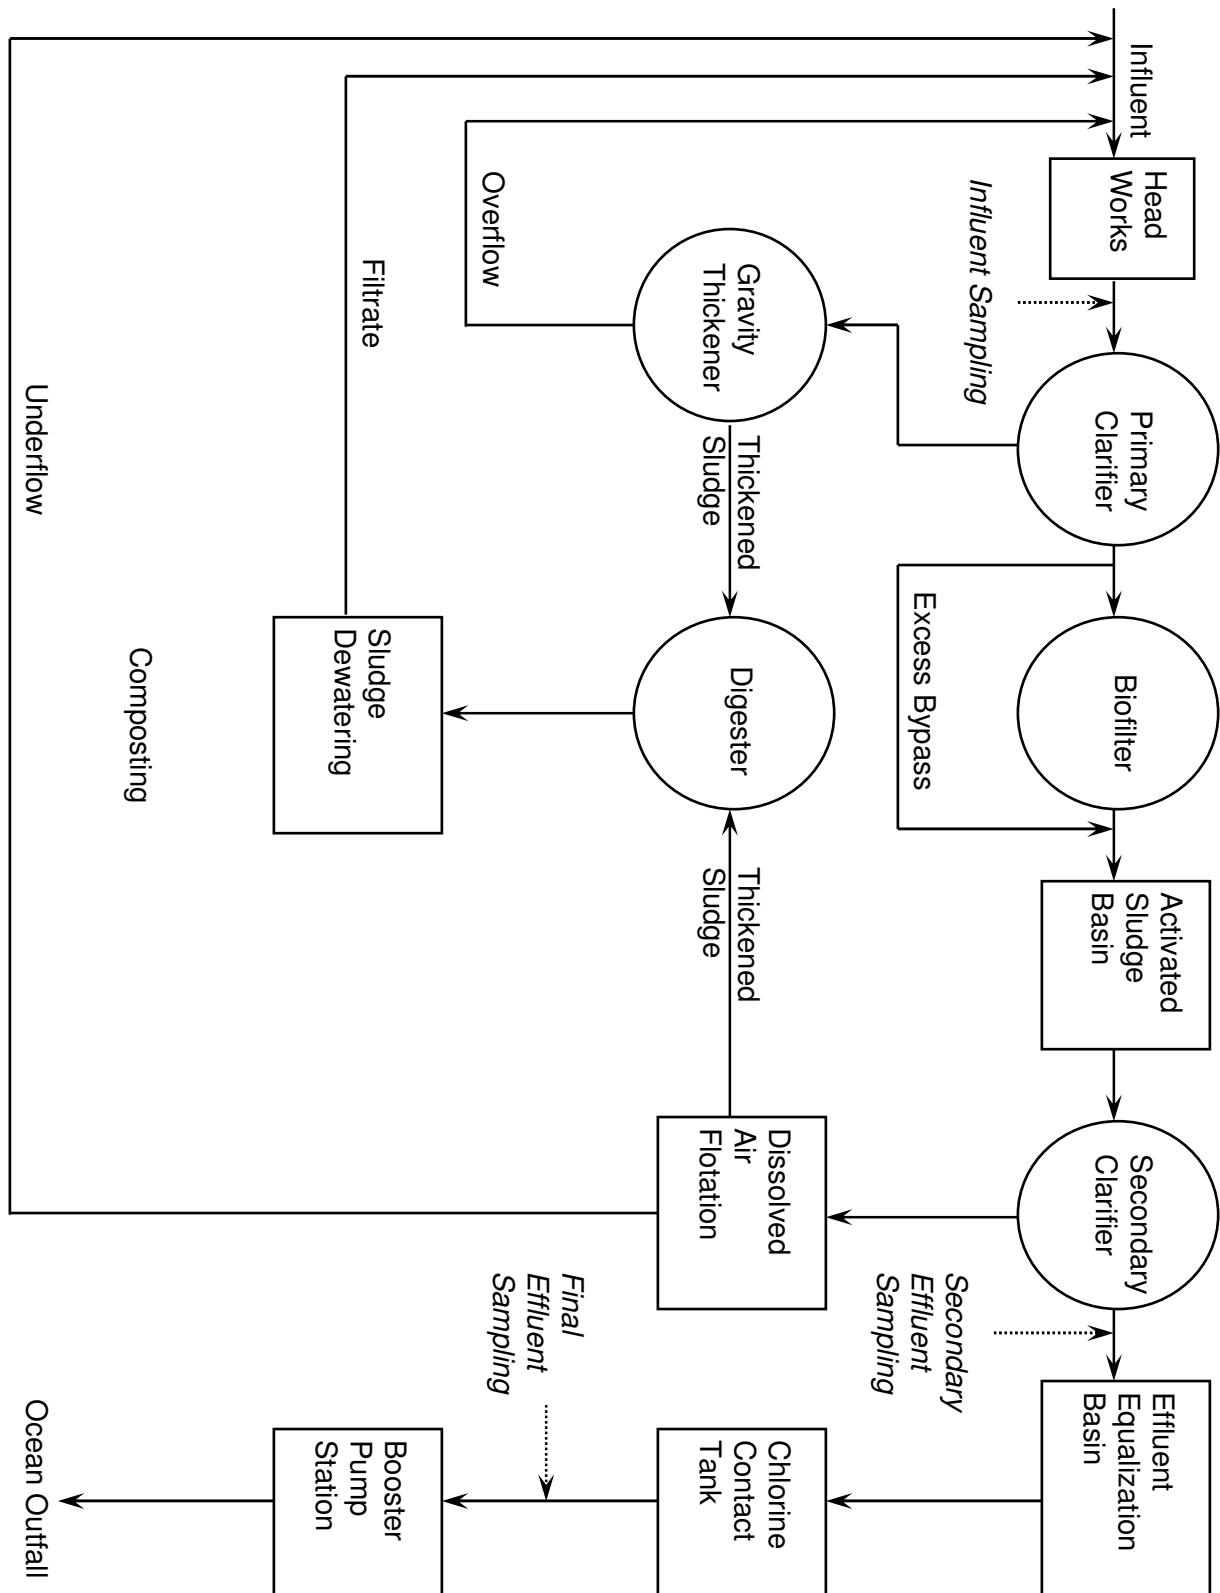 Influent
Head
Works
Influent Sampling
Primary
Clarifier
Biofilter
Excess Bypass
Activated
Sludge
Basin
Secondary
Clarifier
Secondary
Effluent
Sampling
Effluent
Equalization
Basin
Gravity
Thickener
Thickened
Sludge
Digester
Thickened
Sludge
Dissolved
Air
Flotation
Chlorine
Contact
Tank
Overflow
Final
Effluent
Sampling
Filtrate
Sludge
Dewatering
Booster
Pump
Station
Composting
Underflow
Ocean Outfall